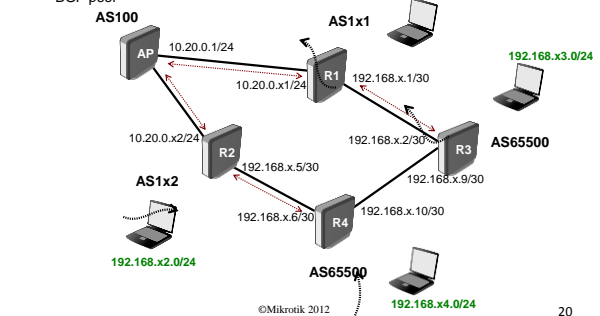 AS100
AS1x1
AP
10.20.0.1/24
192.168.x3.0/24
R1
192.168.x.1/30
10.20.0.x1/24
10.20.0.x2/24
192.168.x.2/30
R3
AS65500
R2
192.168.x.5/30
192.168.x.9/30
AS1x2
192.168.x.6/30
R4
192.168.x.10/30
192.168.x2.0/24
AS65500
192.168.x4.0/24
©Mikrotik 2012
20